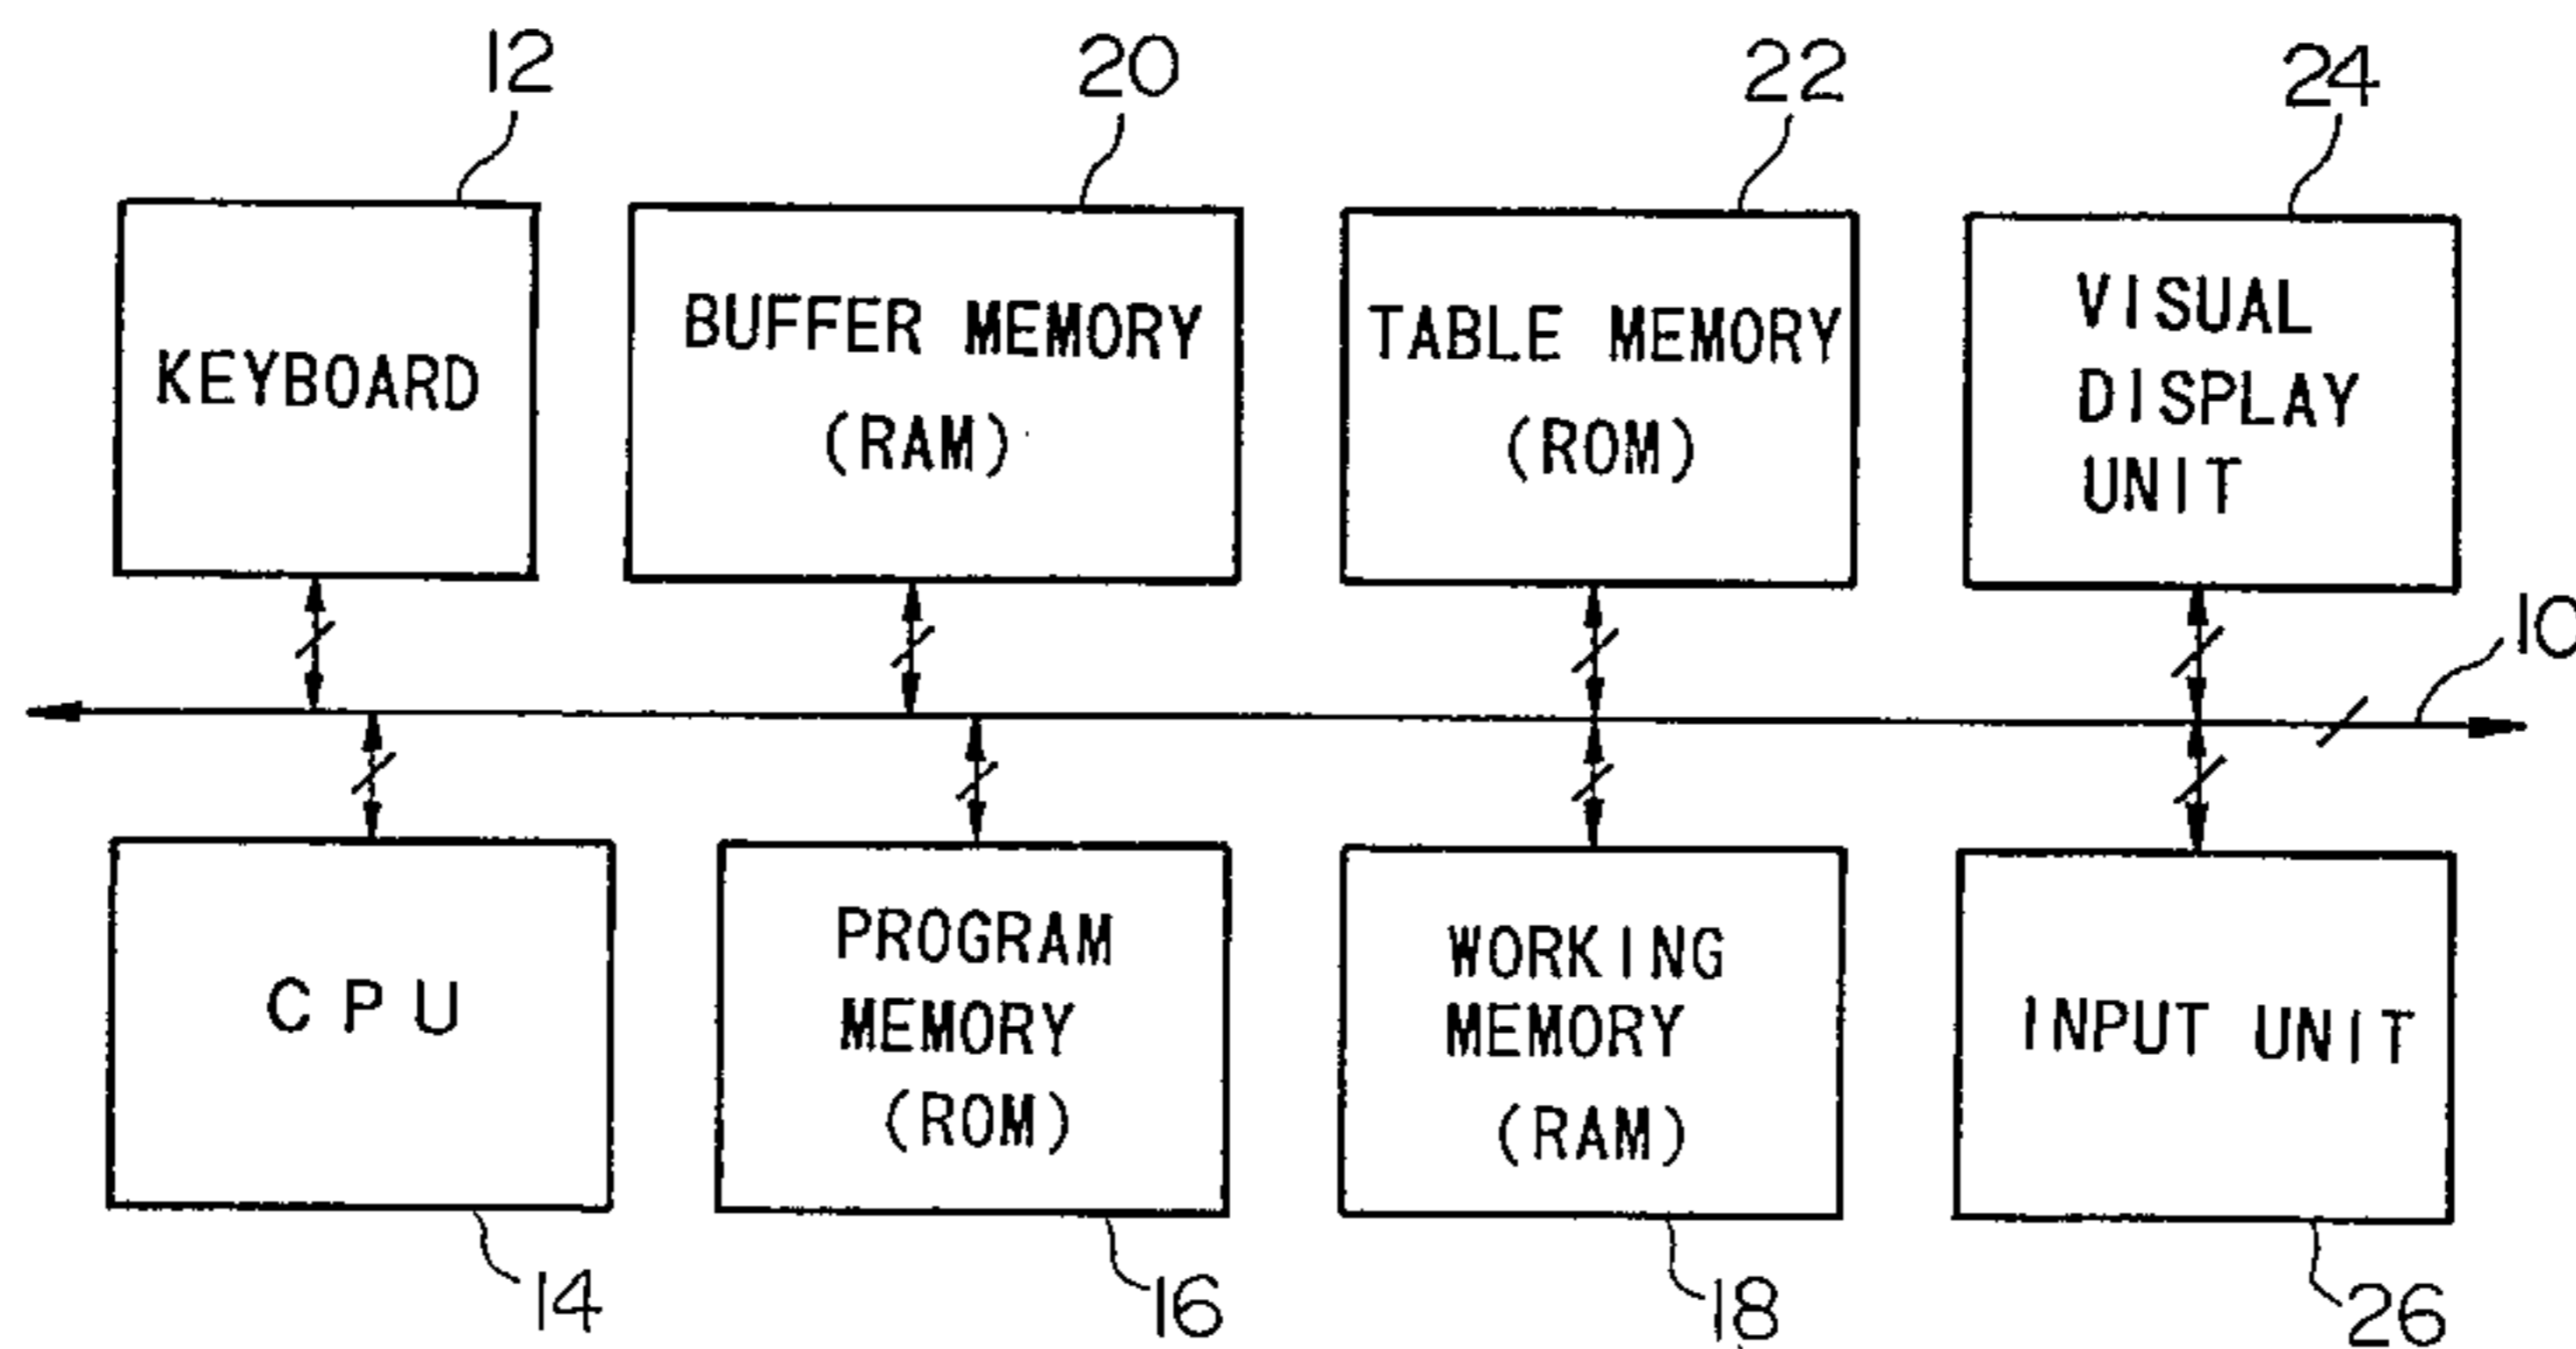 12
20
22
24
KEYBOARD
BUFFER MEMORY
(RAM)
TABLE MEMORY
(ROM)
VISUAL
DISPLAY
UNIT
10
CPU
PROGRAM
MEMORY
(ROM)
WORKING
MEMORY
(RAM)
INPUT UNIT
14
16
18
26